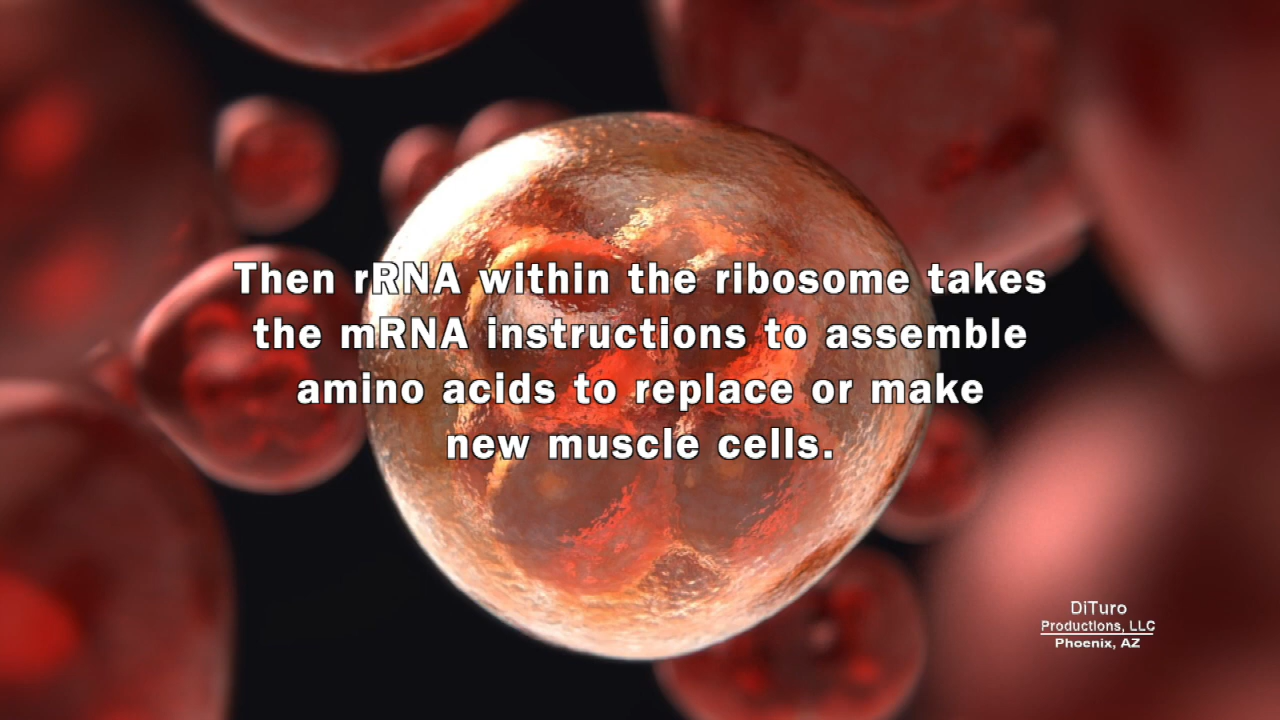 Then rRNA within the ribosome takes
the mRNA instructions to assemble
amino acids to replace or make
new muscle cells.
DiTuro
Productions, LLC
Phoenix, AZ